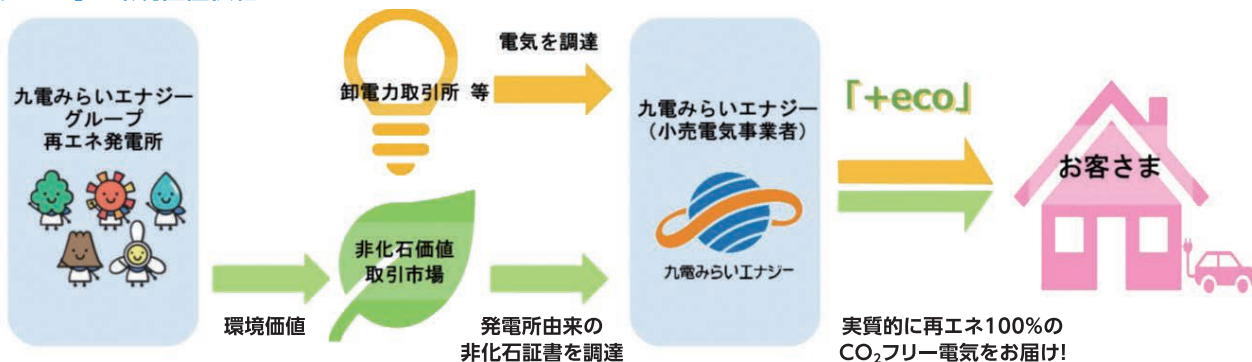 九電みらいエナジー
グループ
再エネ発電所
卸電力取引所 等
電気を調達
環境価値
非化石価値
取引市場
発電所由来の
非化石証書を調達
九電みらいエナジー
（小売電気事業者）
九電みらいエナジー
「+eco」
お客さま
実質的に再エネ100%の
CO₂フリー電気をお届け!